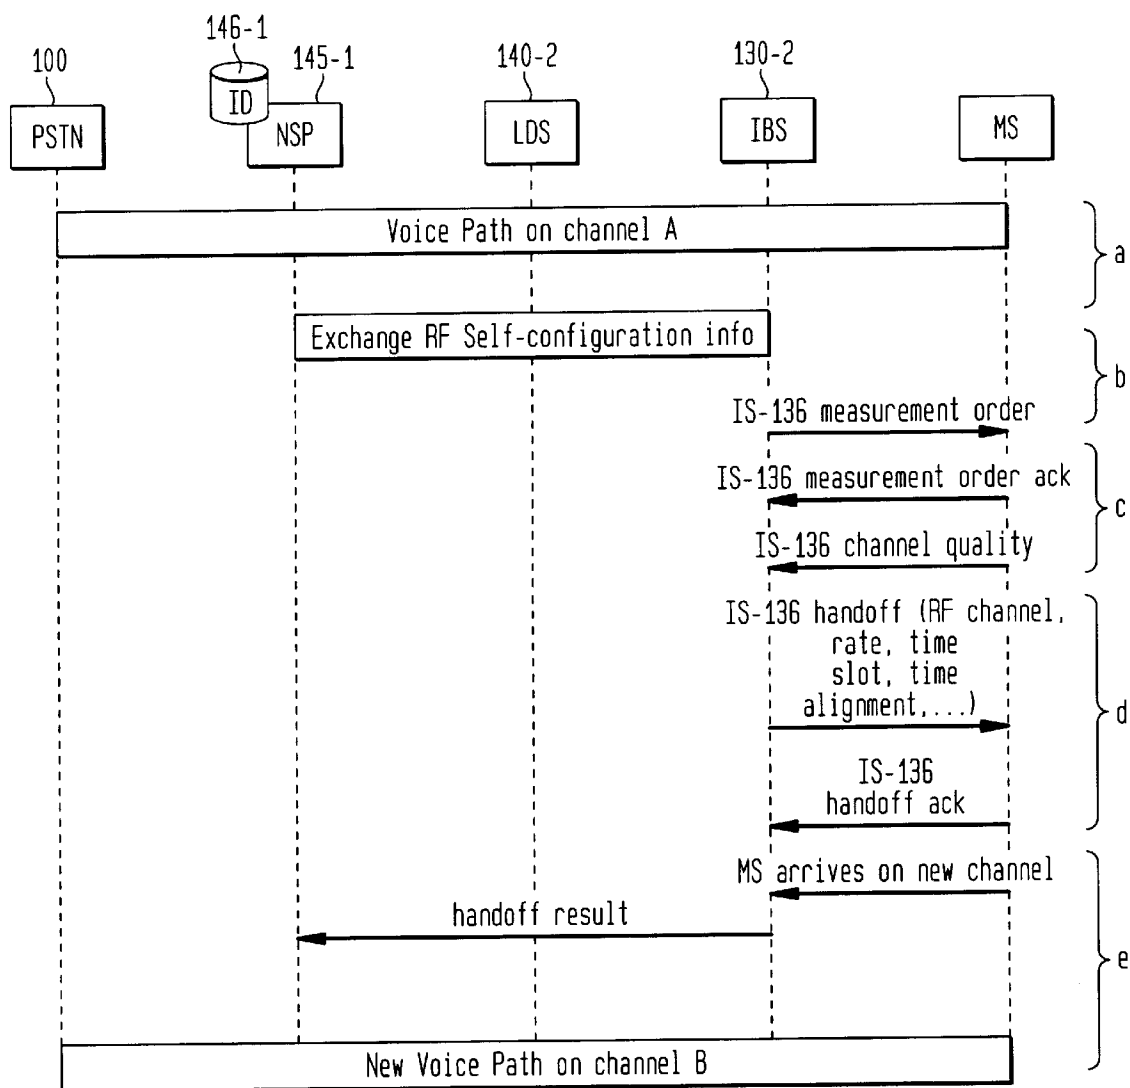 146-1
100
145-1
140-2
130-2
ID
PSTN
NSP
LDS
IBS
MS
Voice Path on channel A
a
Exchange RF Self-configuration info
b
IS-136 measurement order
IS-136 measurement order ack
c
IS-136 channel quality
IS-136 handoff (RF channel,
rate, time
slot, time
alignment,...)
d
IS-136
handoff ack
MS arrives on new channel
handoff result
e
New Voice Path on channel B